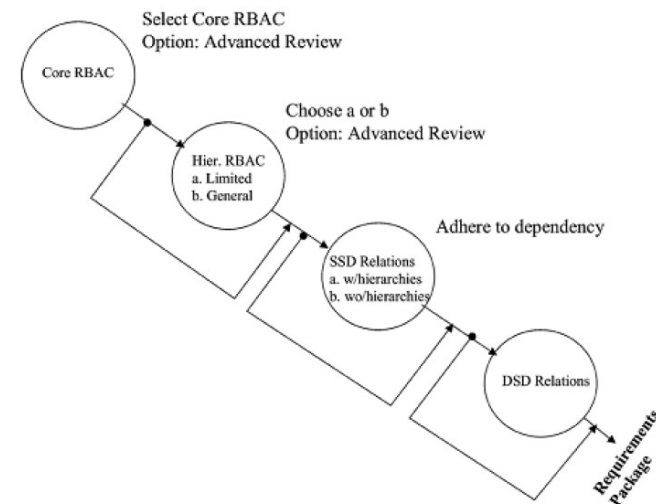 Select Core RBAC
Option: Advanced Review
Core RBAC
Choose a or b
Option: Advanced Review
Hier. RBAC
a. Limited
b. General
Adhere to dependency
SSD Relations
a. w/hierarchies
b. wo/hierarchies
DSD Relations
Requirements
Package